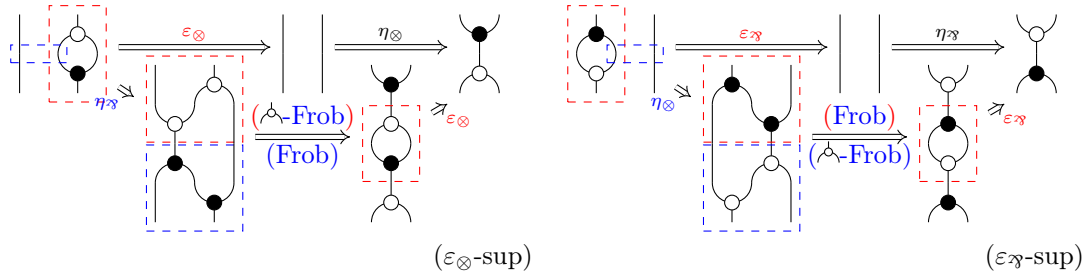 ε⊗ η⊗ ε⅋ η⅋
η⅋ ε⊗ η⊗ ε⅋
( -Frob) (Frob)
(Frob) ( -Frob)
(ε⊗-sup) (ε⅋-sup)